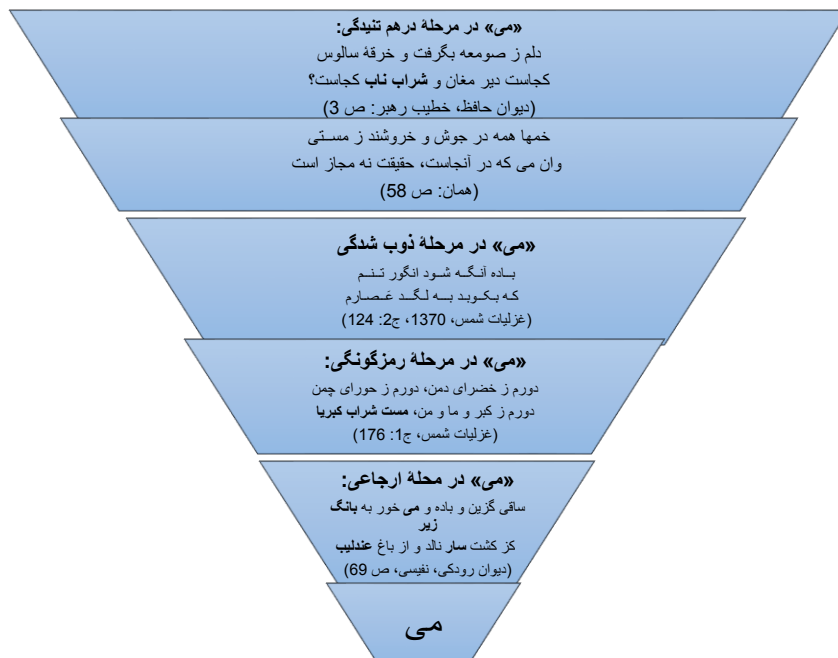 «می» در مرحلهٔ درهم تنیدگی:
دلم ز صومعه بگرفت و خرقهٔ سالوس
کجاست دیر مغان و شراب ناب کجاست؟
(دیوان حافظ، خطیب رهبر: ص 3)
خمها همه در جوش و خروشند ز مستی
وان می که در آنجاست، حقیقت نه مجاز است
(همان: ص 58)
«می» در مرحلهٔ ذوب شدگی
باده آنگه شود انگور تنم
که بکوبد به لگد عصارم
(غزلیات شمس، 1370، ج2: 124)
«می» در مرحلهٔ رمزگونگی:
دورم ز خضرای دمن، دورم ز حورای چمن
دورم ز کبر و ما و من، مست شراب کبریا
(غزلیات شمس، ج1: 176)
«می» در محلهٔ ارجاعی:
ساقی گزین و باده و می خور به بانگ
زیر
کز کشت سار نالد و از باغ عندلیب
(دیوان رودکی، نفیسی، ص 69)
می